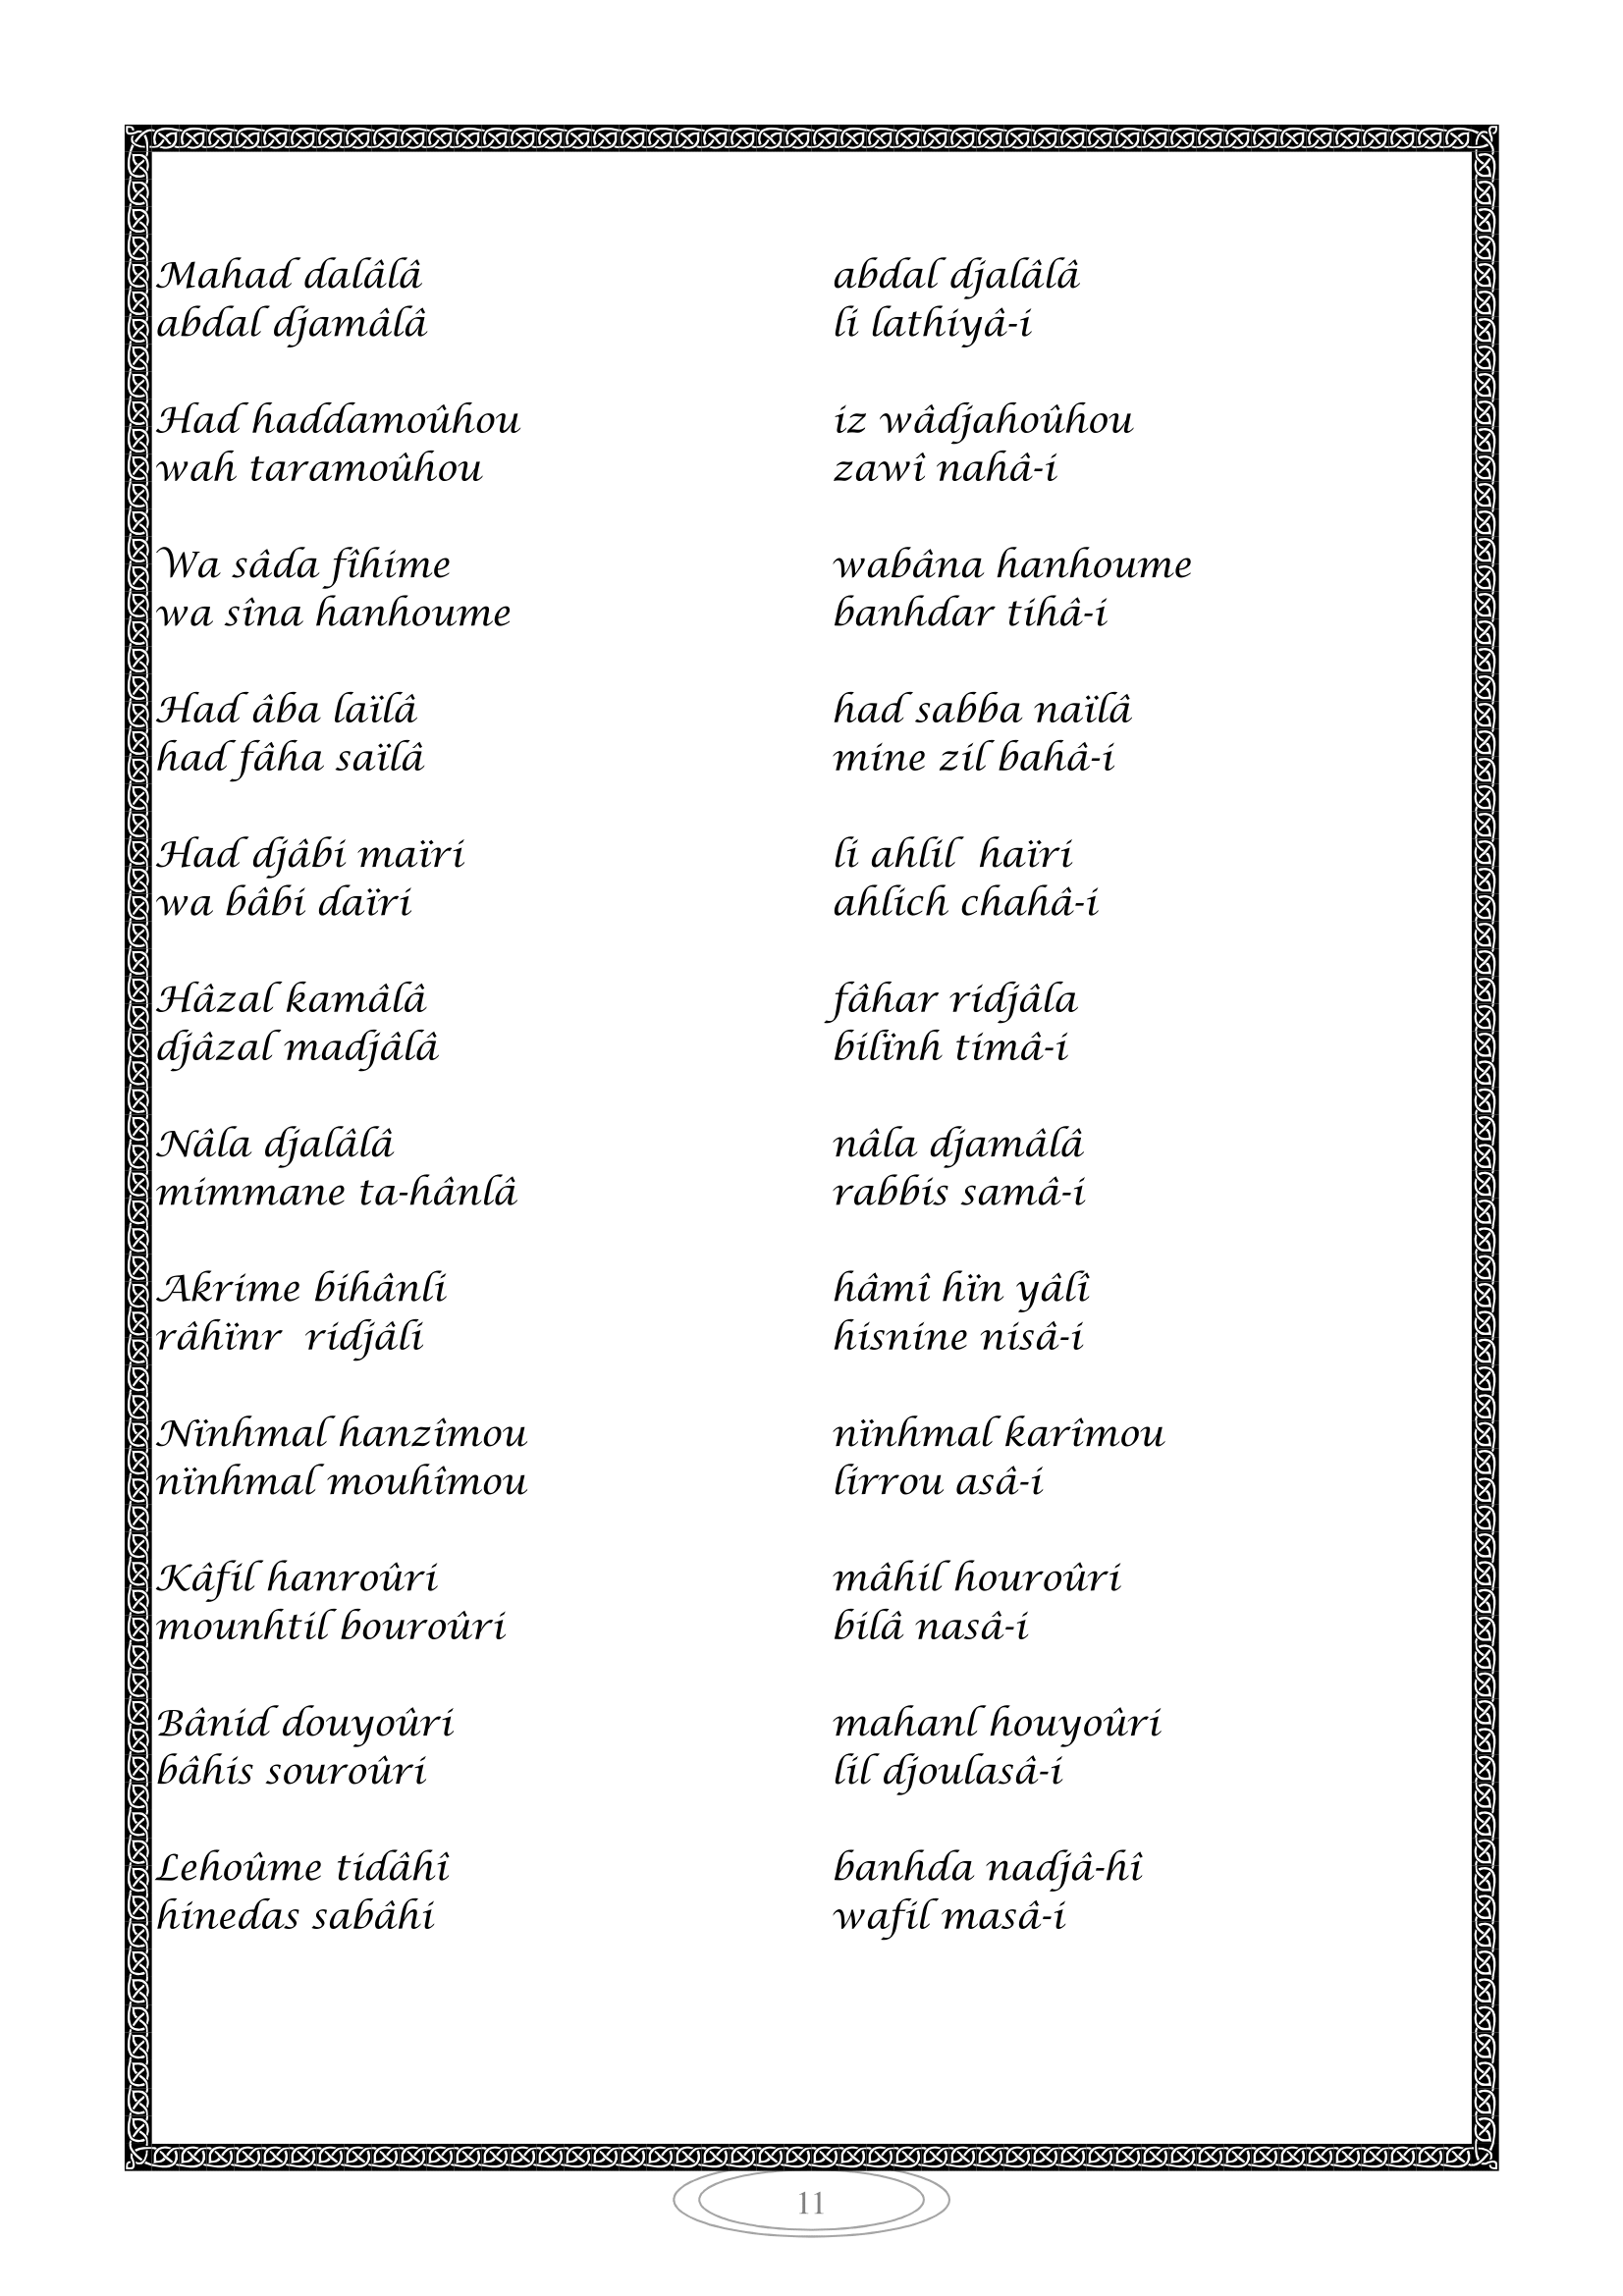 Mahad dalâlâ abdal djalâlâ
abdal djamâlâ li lathiyâ-i
Had haddamoûhou iz wâdjahoûhou
wah taramoûhou zawî nahâ-i
Wa sâda fîhime wabâna hanhoume
wa sîna hanhoume banhdar tihâ-i
Had âba laïlâ had sabba naïlâ
had fâha saïlâ mine zil bahâ-i
Had djâbi maïri li ahlil haïri
wa bâbi daïri ahlich chahâ-i
Hâzal kamâlâ fâhar ridjâla
djâzal madjâlâ bilïnh timâ-i
Nâla djalâlâ nâla djamâlâ
mimmane ta-hânlâ rabbis samâ-i
Akrime bihânli hâmî hïn yâlî
râhïnr ridjâli hisnine nisâ-i
Nïnhmal hanzîmou nïnhmal karîmou
nïnhmal mouhîmou lirrou asâ-i
Kâfil hanroûri mâhil houroûri
mounhtil bouroûri bilâ nasâ-i
Bânid douyoûri mahanl houyoûri
bâhis souroûri lil djoulasâ-i
Lehoûme tidâhî banhda nadjâ-hî
hinedas sabâhi wafil masâ-i
11